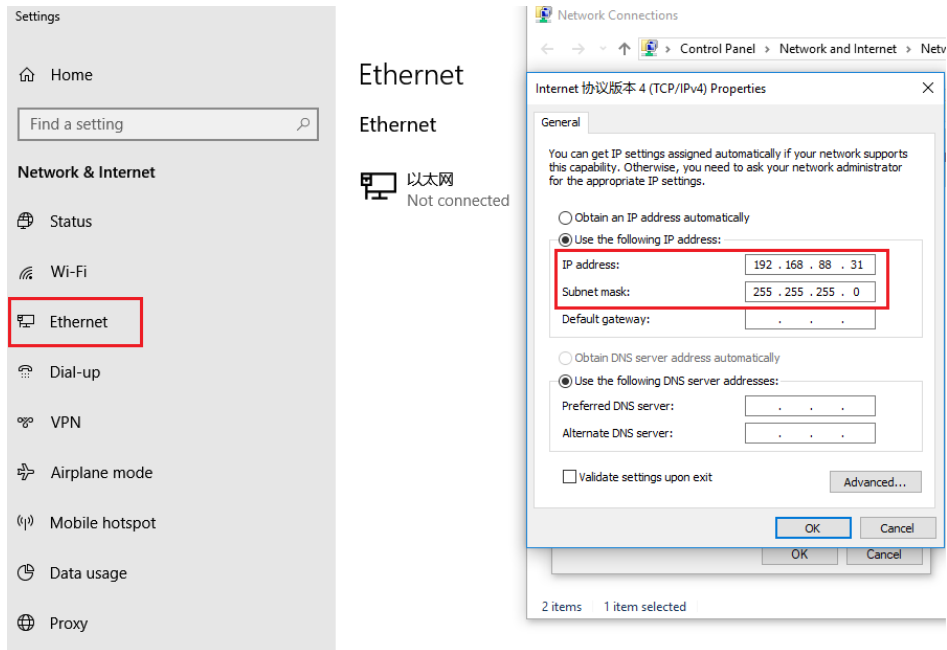 Settings
Home
Find a setting
Network & Internet
Status
Wi-Fi
Ethernet
Dial-up
VPN
Airplane mode
Mobile hotspot
Data usage
Proxy
Ethernet
Ethernet
以太网
Not connected
Network Connections
Control Panel > Network and Internet > Netw
Internet 协议版本 4 (TCP/IPv4) Properties
General
You can get IP settings assigned automatically if your network supports
this capability. Otherwise, you need to ask your network administrator
for the appropriate IP settings.
Obtain an IP address automatically
Use the following IP address:
IP address: 192 . 168 . 88 . 31
Subnet mask: 255 . 255 . 255 . 0
Default gateway: . . .
Obtain DNS server address automatically
Use the following DNS server addresses:
Preferred DNS server: . . .
Alternate DNS server: . . .
Validate settings upon exit
Advanced...
OK Cancel
OK Cancel
2 items 1 item selected